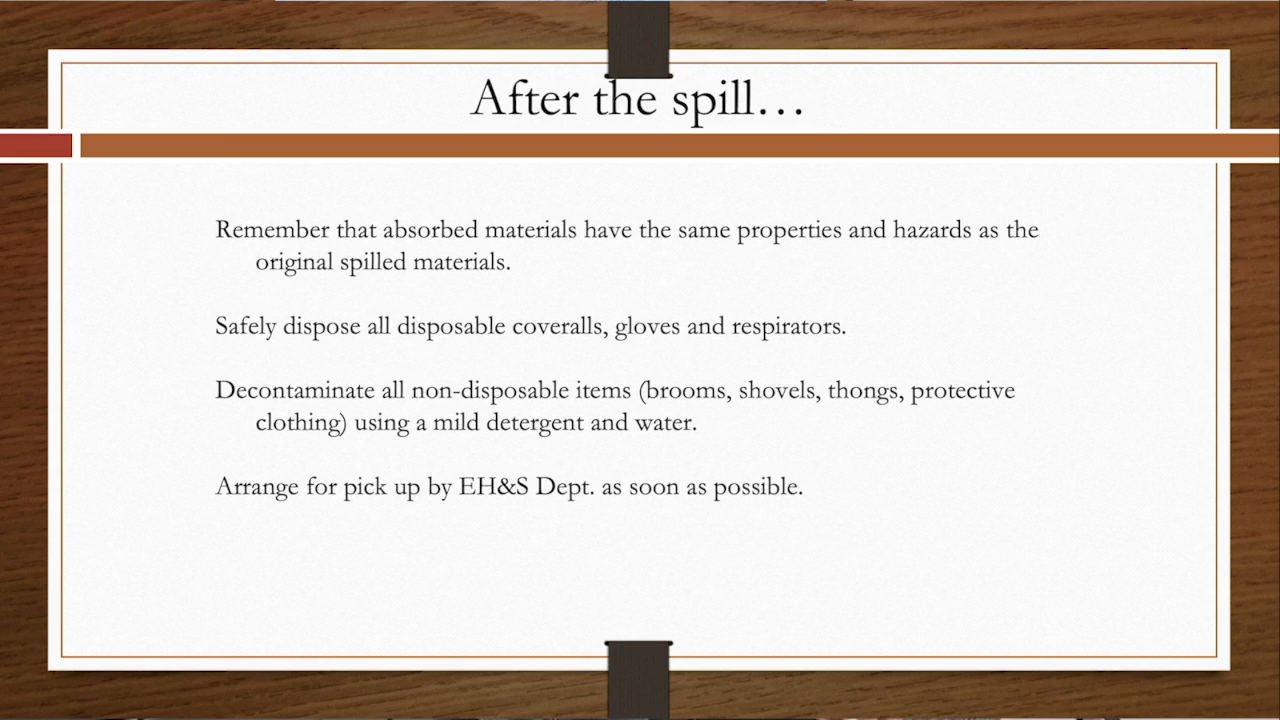 After the spill…
Remember that absorbed materials have the same properties and hazards as the
original spilled materials.
Safely dispose all disposable coveralls, gloves and respirators.
Decontaminate all non-disposable items (brooms, shovels, thongs, protective
clothing) using a mild detergent and water.
Arrange for pick up by EH&S Dept. as soon as possible.